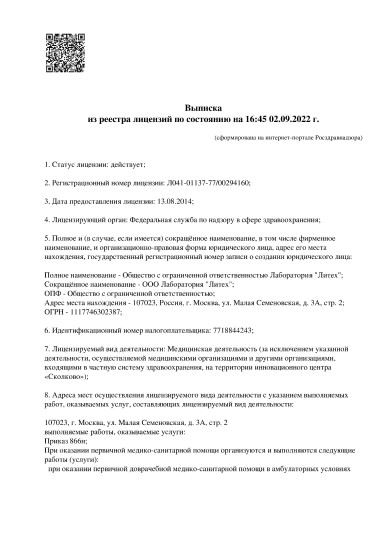 Выписка
из реестра лицензий по состоянию на 16:45 02.09.2022 г.
(сформирована на интернет-портале Росздравнадзора)
1. Статус лицензии: действует;
2. Регистрационный номер лицензии: Л041-01137-77/00294160;
3. Дата предоставления лицензии: 13.08.2014;
4. Лицензирующий орган: Федеральная служба по надзору в сфере здравоохранения;
5. Полное и (в случае, если имеется) сокращённое наименование, в том числе фирменное
наименование, и организационно-правовая форма юридического лица, адрес его места
нахождения, государственный регистрационный номер записи о создании юридического лица:
Полное наименование - Общество с ограниченной ответственностью Лаборатория "Литех";
Сокращённое наименование - ООО Лаборатория "Литех";
ОПФ - Общество с ограниченной ответственностью;
Адрес места нахождения - 107023, Россия, г. Москва, ул. Малая Семеновская, д. 3А, стр. 2;
ОГРН - 1117746302387;
6. Идентификационный номер налогоплательщика: 7718844243;
7. Лицензируемый вид деятельности: Медицинская деятельность (за исключением указанной
деятельности, осуществляемой медицинскими организациями и другими организациями,
входящими в частную систему здравоохранения, на территории инновационного центра
«Сколково»);
8. Адреса мест осуществления лицензируемого вида деятельности с указанием выполняемых
работ, оказываемых услуг, составляющих лицензируемый вид деятельности:
107023, г. Москва, ул. Малая Семеновская, д. 3А, стр. 2
выполняемые работы, оказываемые услуги:
Приказ 866н;
При оказании первичной медико-санитарной помощи организуются и выполняются следующие
работы (услуги):
при оказании первичной доврачебной медико-санитарной помощи в амбулаторных условиях